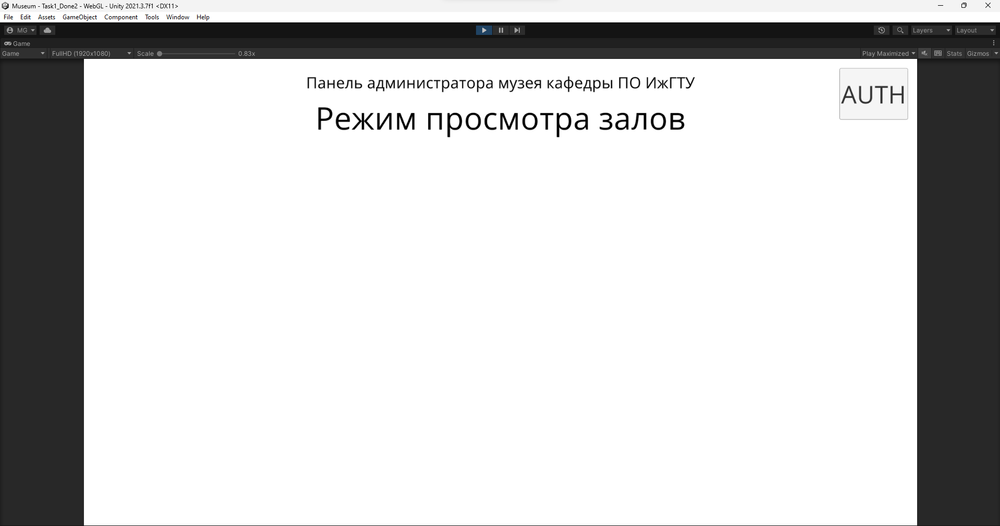 Museum - Task1_Done2 - WebGL - Unity 2021.3.7f1 <DX11>
File Edit Assets GameObject Component Tools Window Help
MG Layers Layout
Game
Game FullHD (1920x1080) Scale 0.83x Play Maximized Stats Gizmos
Панель администратора музея кафедры ПО ИжГТУ
AUTH
Режим просмотра залов